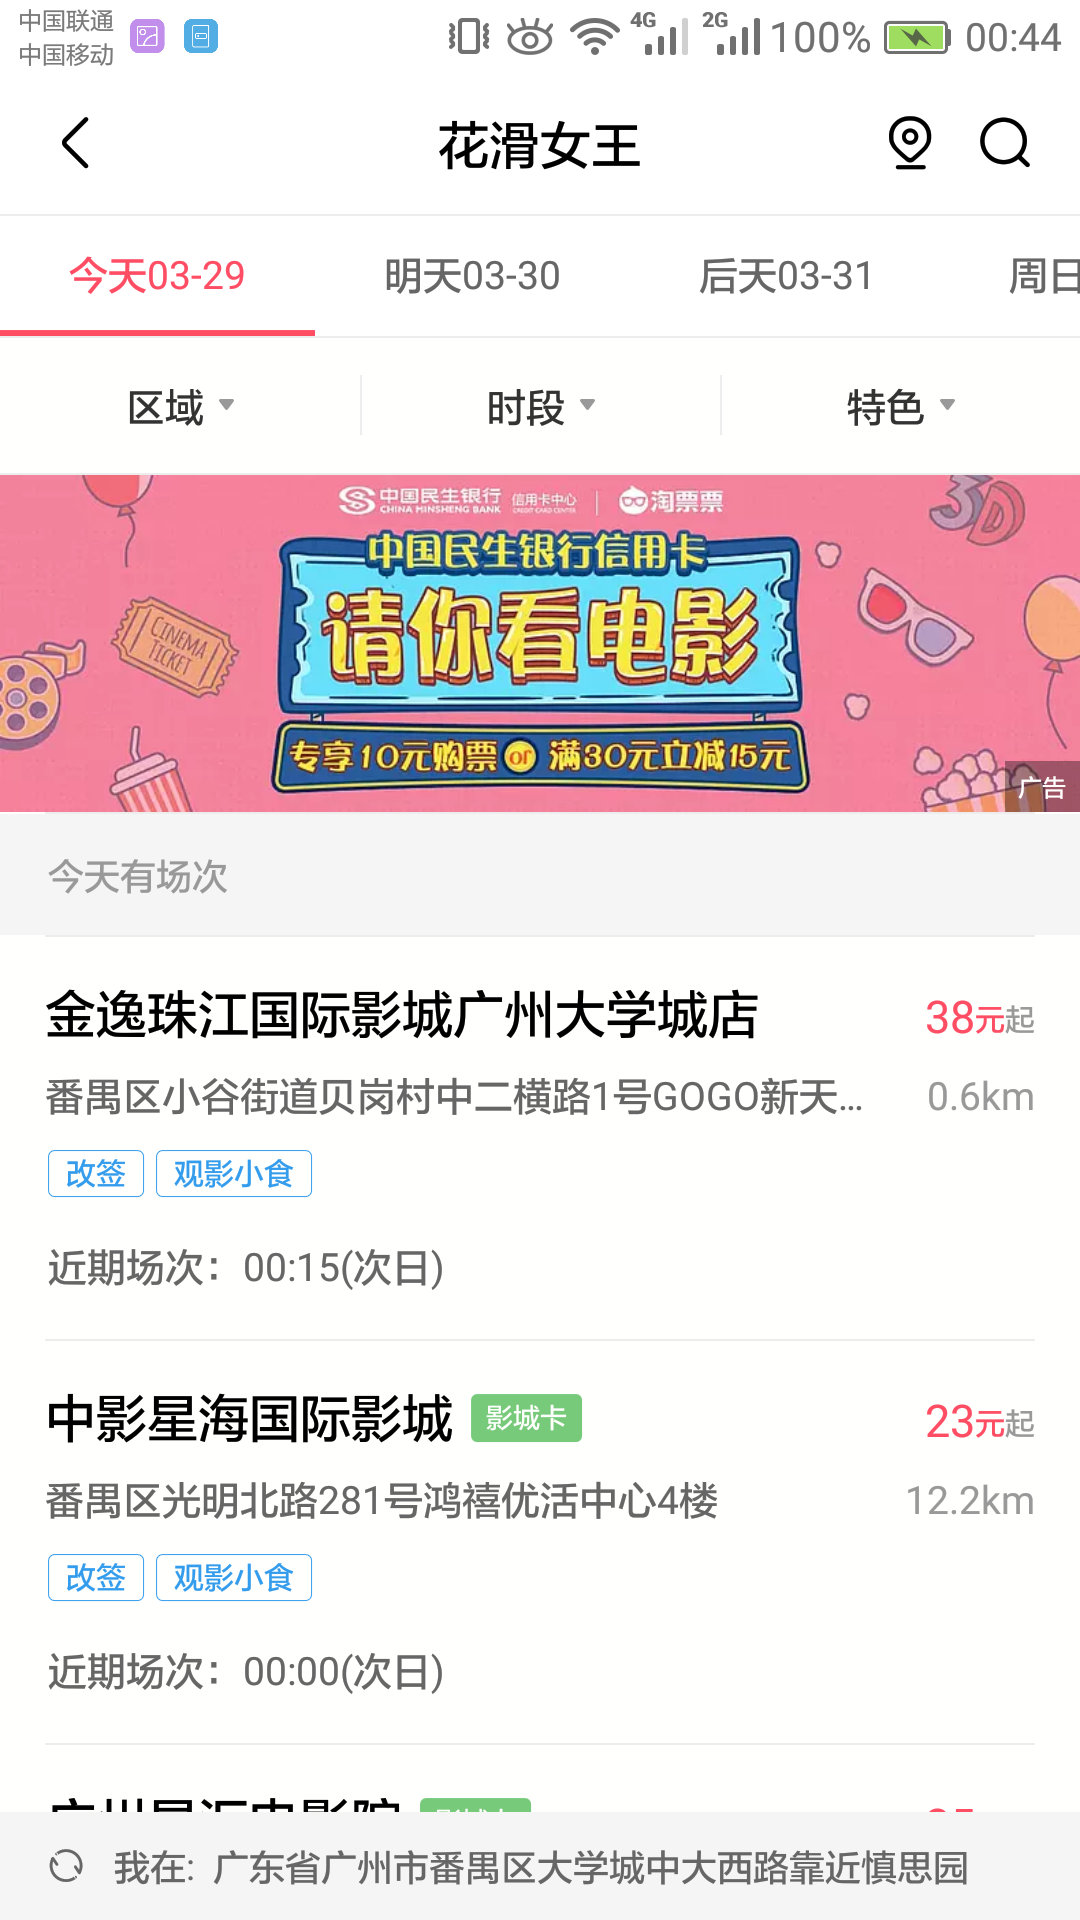 中国联通
中国移动
4G 2G 100% 00:44
花滑女王
今天03-29 明天03-30 后天03-31 周日
区域 时段 特色
中国民生银行 信用卡中心 淘票票
CHINA MINSHENG BANK CREDIT CARD CENTER
3D
中国民生银行信用卡
请你看电影
CINEMA
TICKET
专享10元购票 or 满30元立减15元
广告
今天有场次
金逸珠江国际影城广州大学城店 38元起
番禺区小谷街道贝岗村中二横路1号GOGO新天... 0.6km
改签 观影小食
近期场次：00:15(次日)
中影星海国际影城 影城卡 23元起
番禺区光明北路281号鸿禧优活中心4楼 12.2km
改签 观影小食
近期场次：00:00(次日)
我在: 广东省广州市番禺区大学城中大西路靠近慎思园